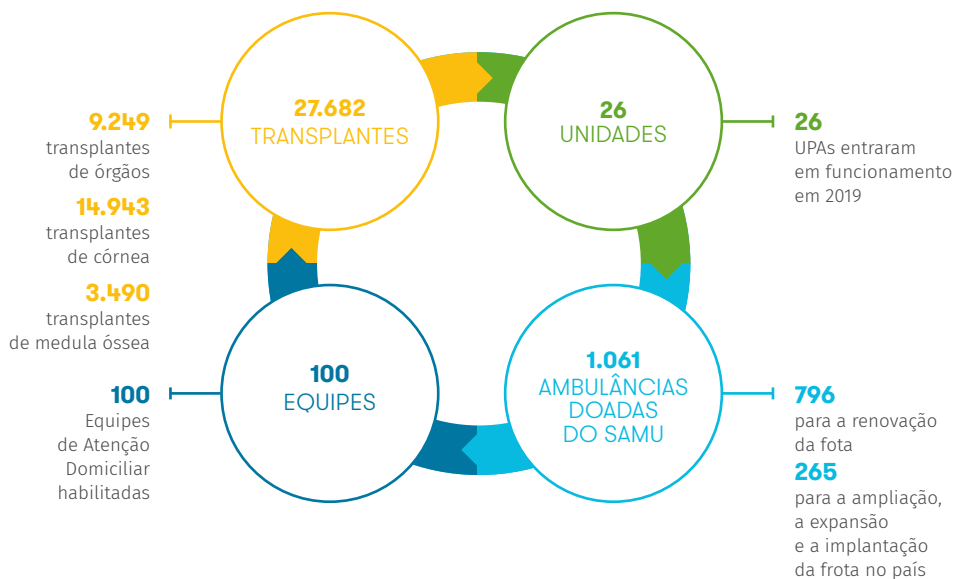 27.682
TRANSPLANTES
9.249
transplantes
de órgãos
14.943
transplantes
de córnea
3.490
transplantes
de medula óssea
26
UNIDADES
26
UPAs entraram
em funcionamento
em 2019
100
EQUIPES
100
Equipes
de Atenção
Domiciliar
habilitadas
1.061
AMBULÂNCIAS
DOADAS
DO SAMU
796
para a renovação
da fota
265
para a ampliação,
a expansão
e a implantação
da frota no país